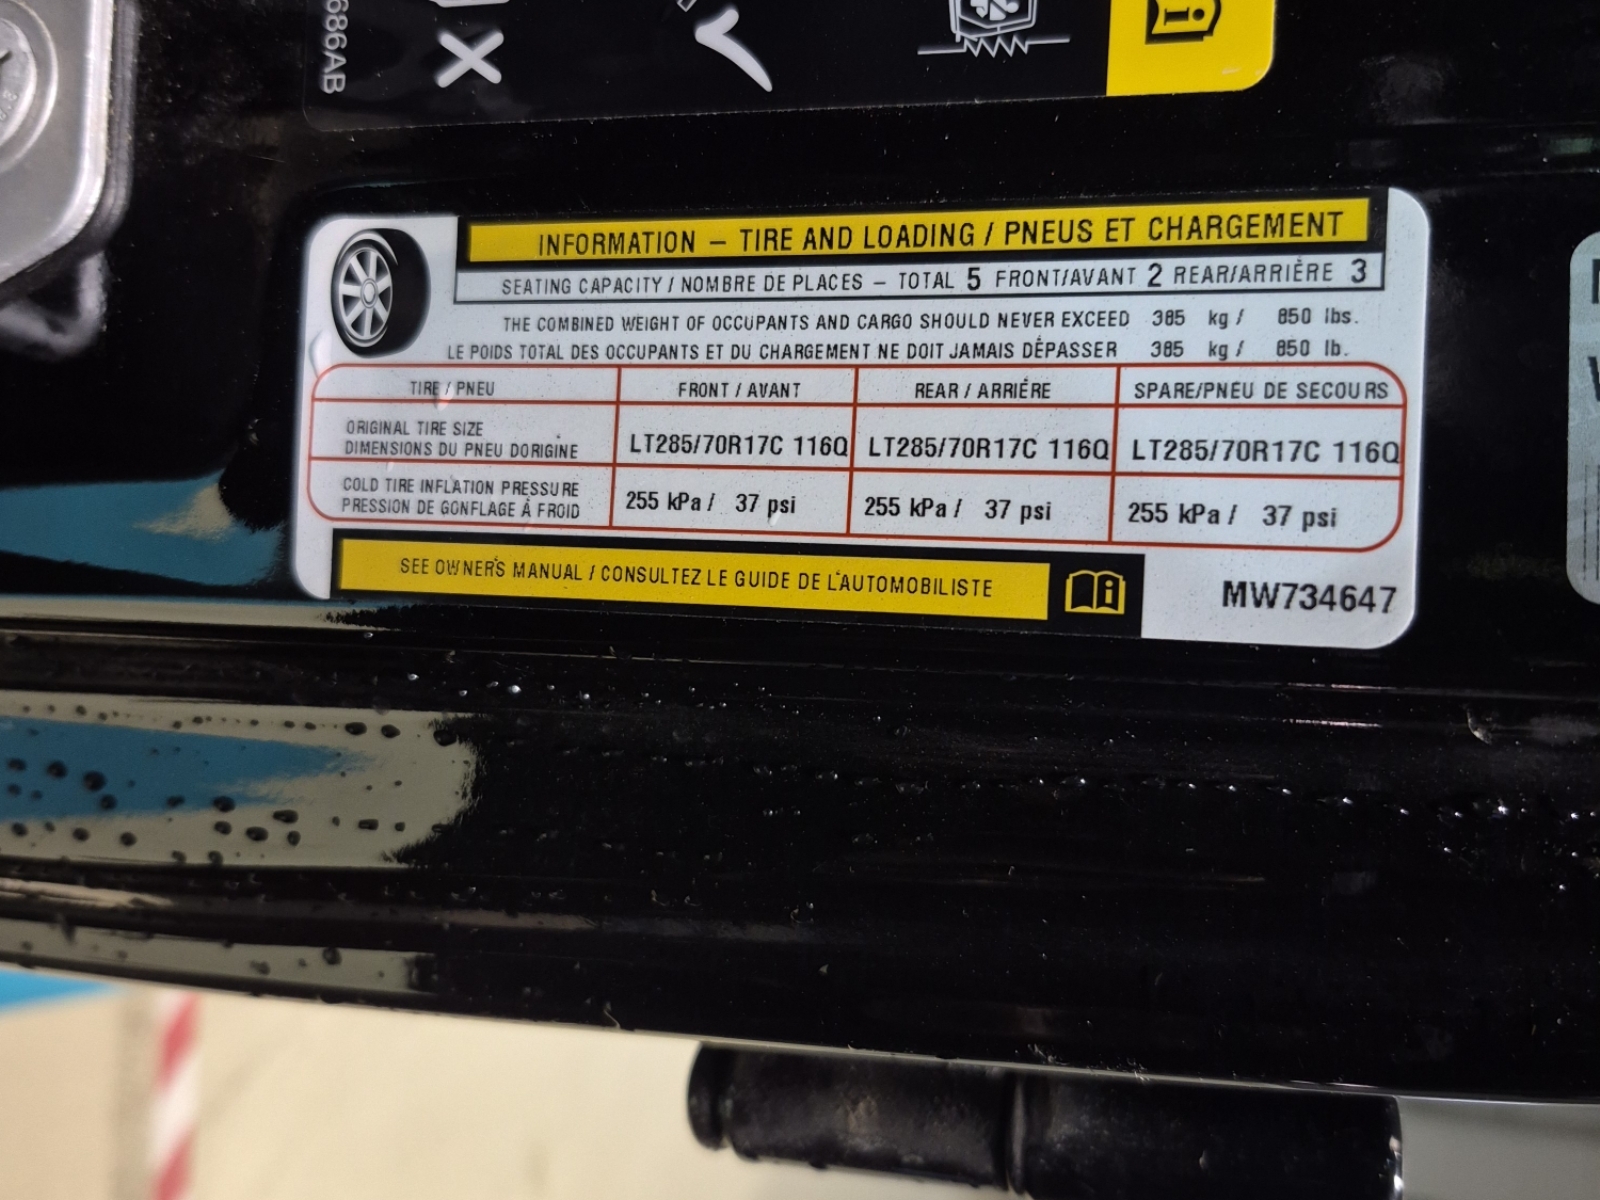 686AB
INFORMATION – TIRE AND LOADING / PNEUS ET CHARGEMENT
SEATING CAPACITY / NOMBRE DE PLACES – TOTAL 5 FRONT/AVANT 2 REAR/ARRIÈRE 3
THE COMBINED WEIGHT OF OCCUPANTS AND CARGO SHOULD NEVER EXCEED 385 kg / 850 lbs.
LE POIDS TOTAL DES OCCUPANTS ET DU CHARGEMENT NE DOIT JAMAIS DÉPASSER 385 kg / 850 lb.
TIRE / PNEU FRONT / AVANT REAR / ARRIÈRE SPARE/PNEU DE SECOURS
ORIGINAL TIRE SIZE
DIMENSIONS DU PNEU DORIGINE LT285/70R17C 116Q LT285/70R17C 116Q LT285/70R17C 116Q
COLD TIRE INFLATION PRESSURE
PRESSION DE GONFLAGE À FROID 255 kPa / 37 psi 255 kPa / 37 psi 255 kPa / 37 psi
SEE OWNER'S MANUAL / CONSULTEZ LE GUIDE DE L'AUTOMOBILISTE
MW734647